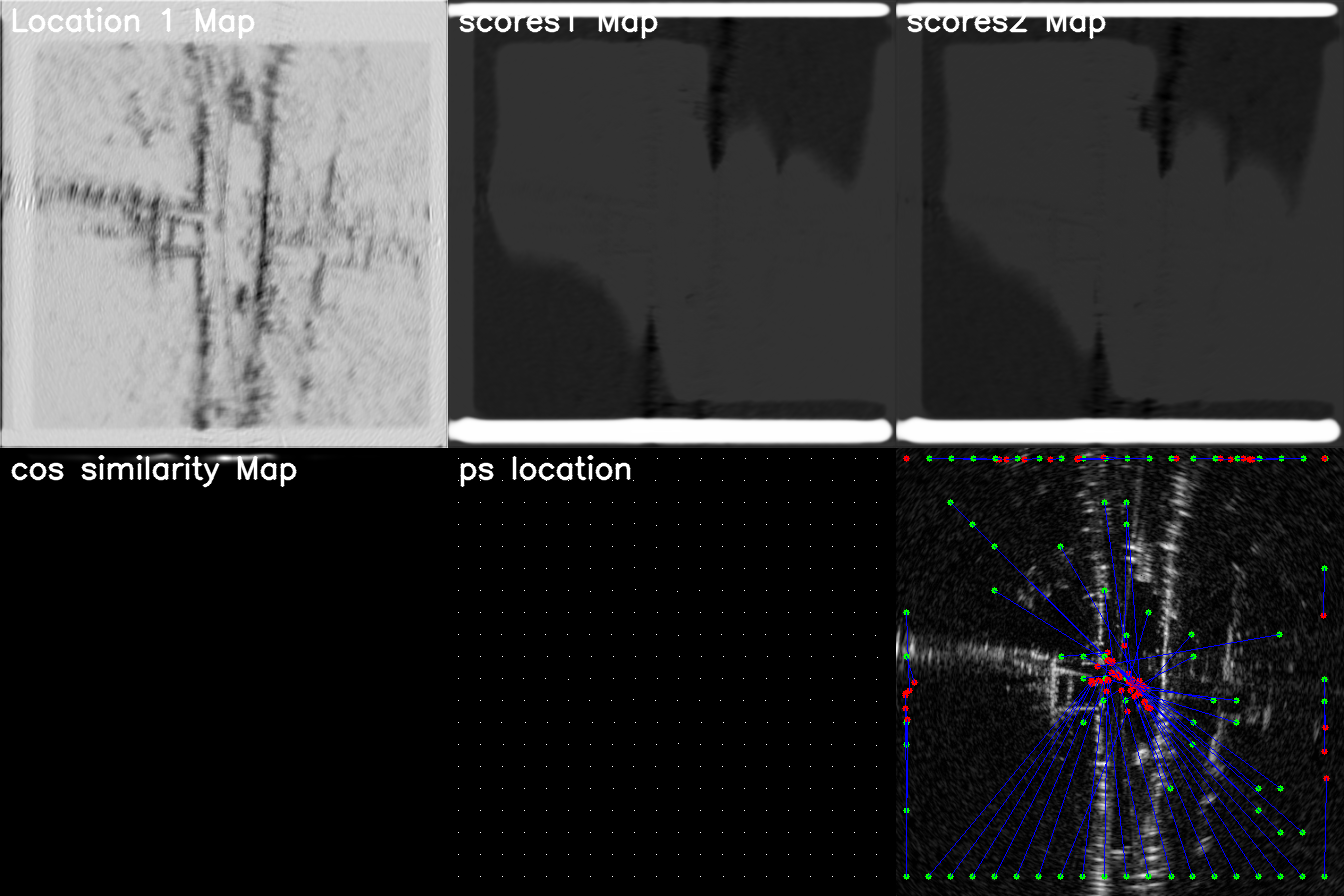 Location 1 Map
scores1 Map
scores2 Map
cos similarity Map
ps location